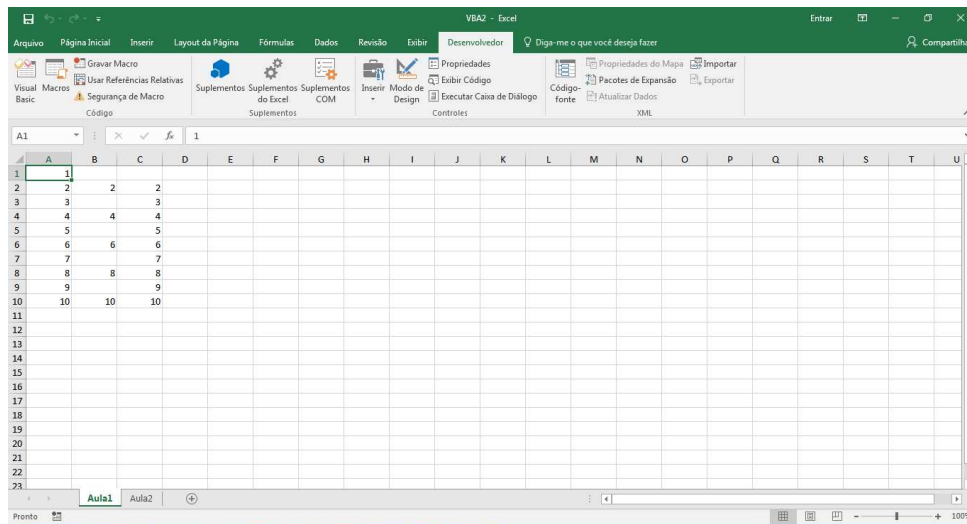 VBA2 - Excel
Entrar
Arquivo Página Inicial Inserir Layout da Página Fórmulas Dados Revisão Exibir Desenvolvedor Diga-me o que você deseja fazer Compartilha
Visual Basic
Macros
Gravar Macro
Usar Referências Relativas
Segurança de Macro
Código
Suplementos
Suplementos do Excel
Suplementos COM
Suplementos
Inserir
Modo de Design
Propriedades
Exibir Código
Executar Caixa de Diálogo
Controles
Código-fonte
Propriedades do Mapa
Pacotes de Expansão
Atualizar Dados
Importar
Exportar
XML
A1 fx 1
A B C D E F G H I J K L M N O P Q R S T U
1 1
2 2 2 2
3 3 3
4 4 4 4
5 5 5
6 6 6 6
7 7 7
8 8 8 8
9 9 9
10 10 10 10
11
12
13
14
15
16
17
18
19
20
21
22
23
Aula1 Aula2
Pronto
100%